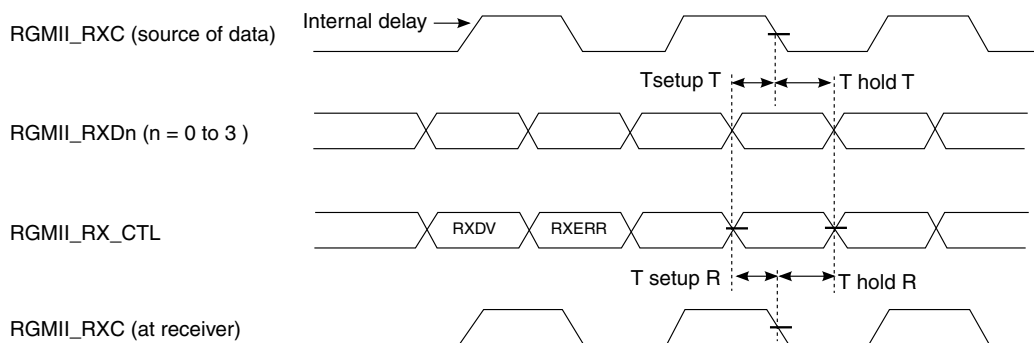 Internal delay
RGMII_RXC (source of data)
Tsetup T
T hold T
RGMII_RXDn (n = 0 to 3 )
RGMII_RX_CTL
RXDV
RXERR
T setup R
T hold R
RGMII_RXC (at receiver)